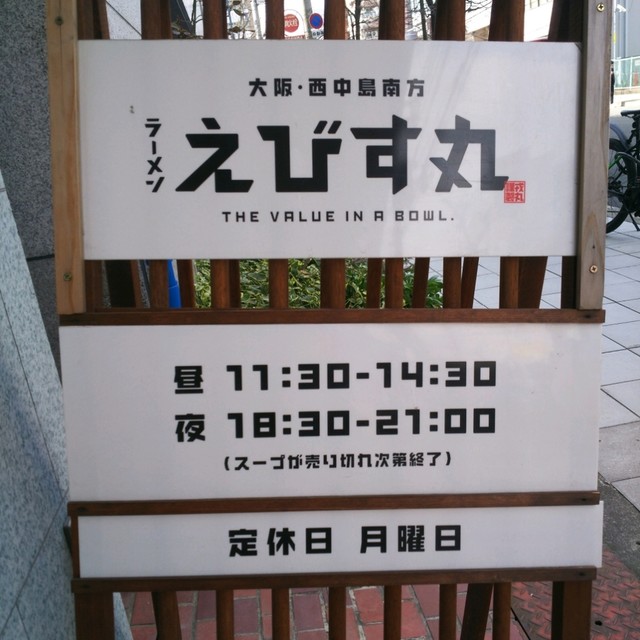 大阪・西中島南方
ラーメン
えびす丸
THE VALUE IN A BOWL.
昼 11:30-14:30
夜 18:30-21:00
(スープが売り切れ次第終了)
定休日 月曜日